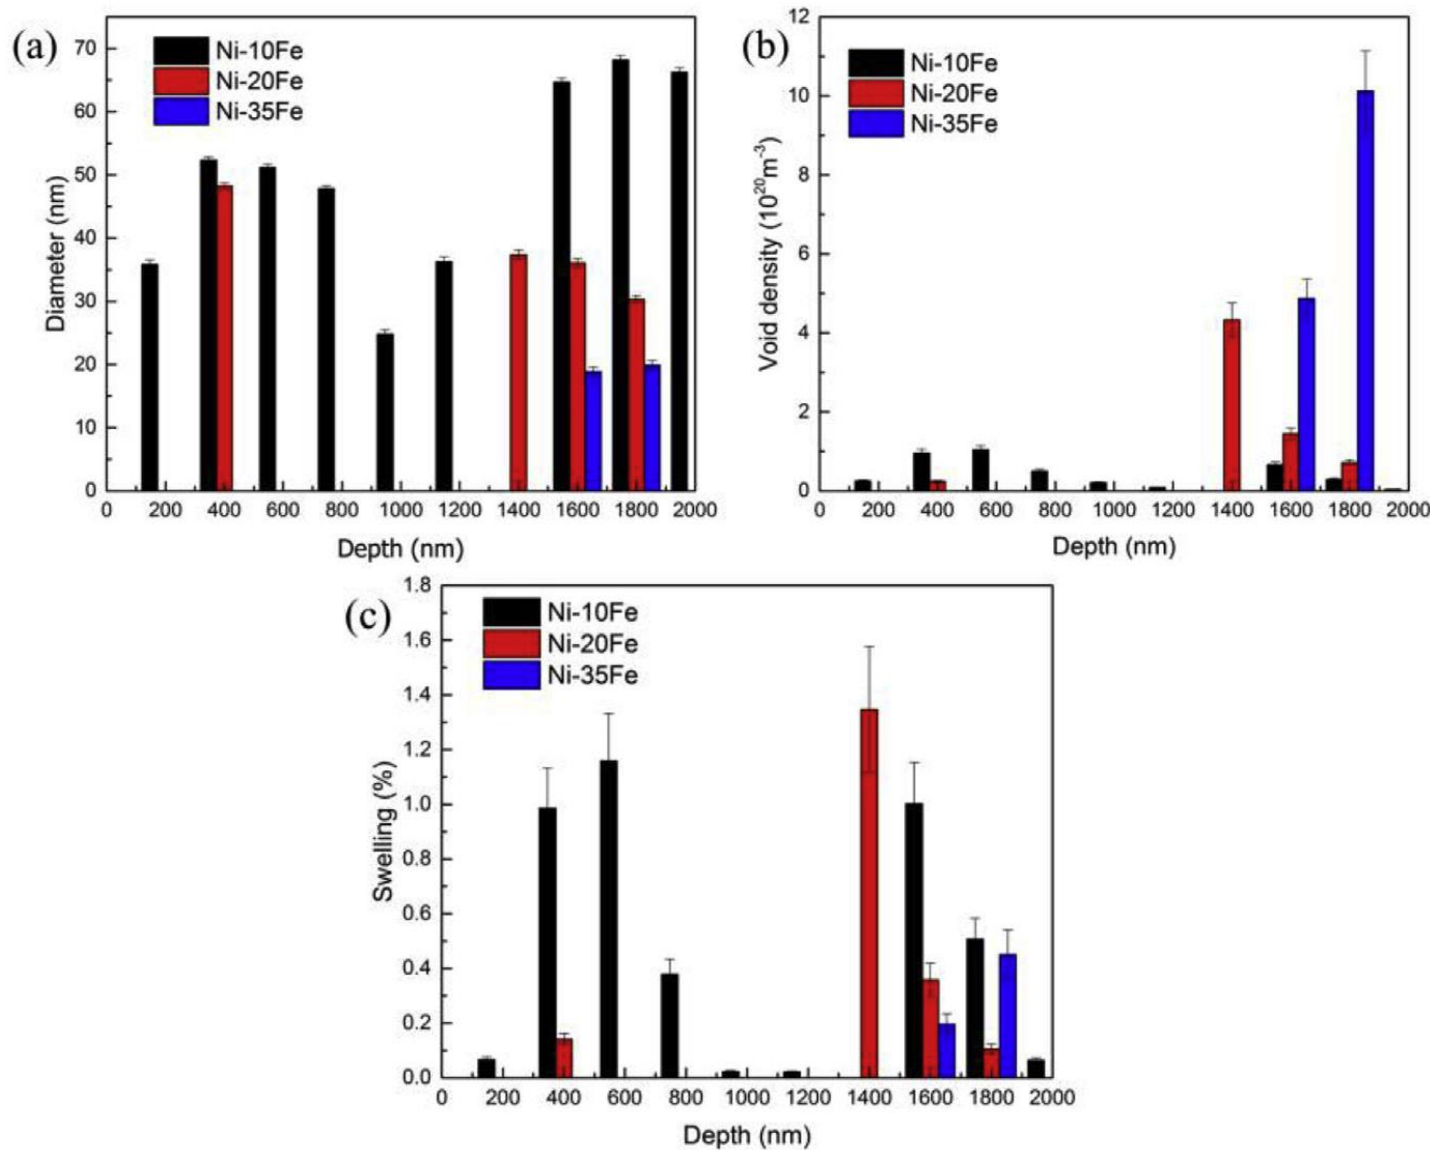 (a)
Ni-10Fe
Ni-20Fe
Ni-35Fe
Diameter (nm)
70
60
50
40
30
20
10
0
0 200 400 600 800 1000 1200 1400 1600 1800 2000
Depth (nm)
(b)
Ni-10Fe
Ni-20Fe
Ni-35Fe
Void density (10²⁰m⁻³)
12
10
8
6
4
2
0
0 200 400 600 800 1000 1200 1400 1600 1800 2000
Depth (nm)
(c)
Ni-10Fe
Ni-20Fe
Ni-35Fe
Swelling (%)
1.8
1.6
1.4
1.2
1.0
0.8
0.6
0.4
0.2
0.0
0 200 400 600 800 1000 1200 1400 1600 1800 2000
Depth (nm)